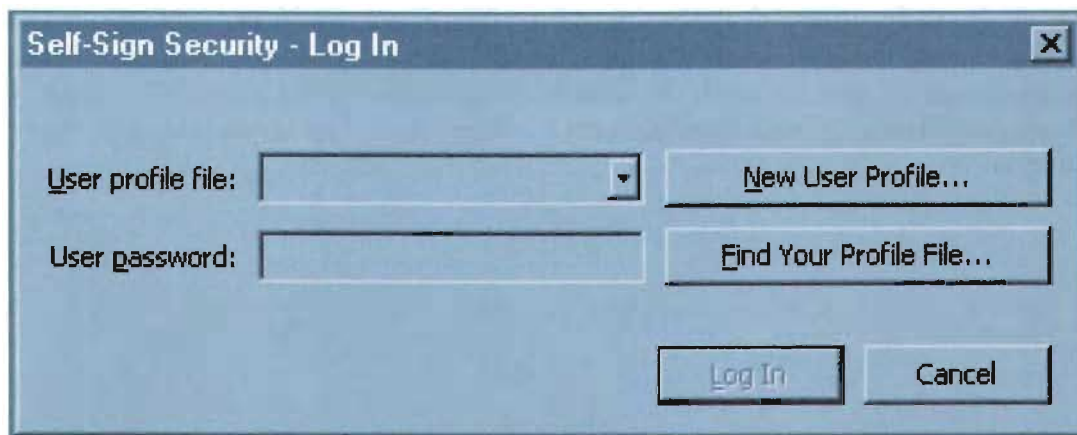 Self-Sign Security - Log In
User profile file:
New User Profile...
User password:
Find Your Profile File...
Log In
Cancel